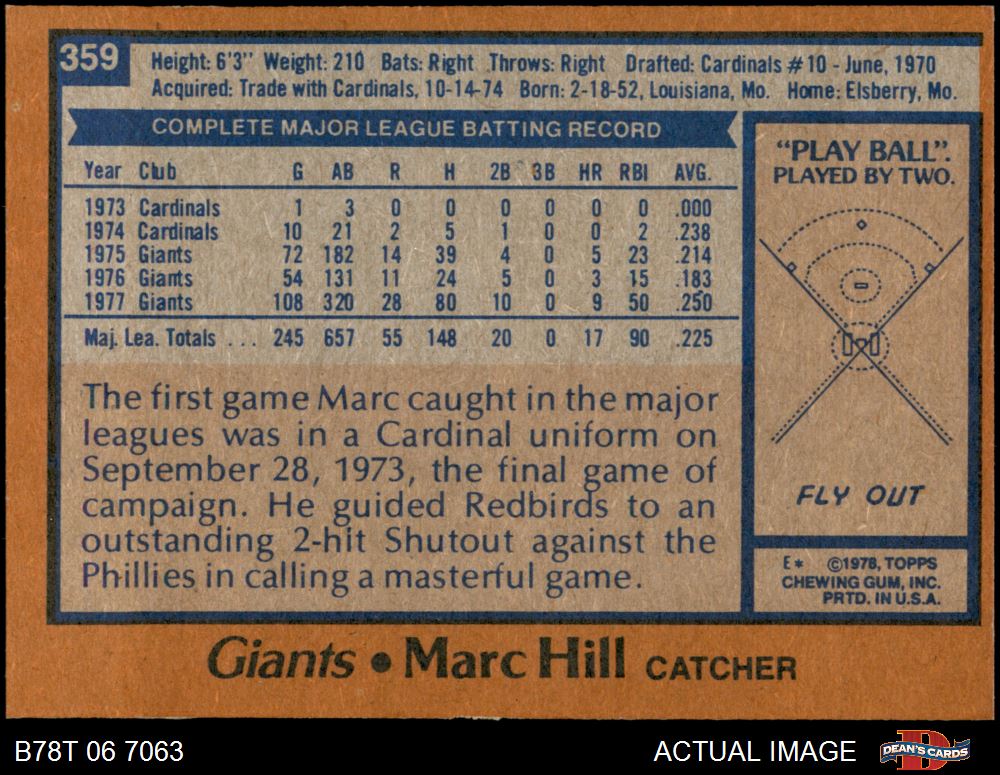 359
Height: 6'3" Weight: 210 Bats: Right Throws: Right Drafted: Cardinals #10 - June, 1970
Acquired: Trade with Cardinals, 10-14-74 Born: 2-18-52, Louisiana, Mo. Home: Elsberry, Mo.
COMPLETE MAJOR LEAGUE BATTING RECORD
Year Club G AB R H 2B 3B HR RBI AVG.
1973 Cardinals 1 3 0 0 0 0 0 0 .000
1974 Cardinals 10 21 2 5 1 0 0 2 .238
1975 Giants 72 182 14 39 4 0 5 23 .214
1976 Giants 54 131 11 24 5 0 3 15 .183
1977 Giants 108 320 28 80 10 0 9 50 .250
Maj. Lea. Totals . . . 245 657 55 148 20 0 17 90 .225
The first game Marc caught in the major
leagues was in a Cardinal uniform on
September 28, 1973, the final game of
campaign. He guided Redbirds to an
outstanding 2-hit Shutout against the
Phillies in calling a masterful game.
"PLAY BALL".
PLAYED BY TWO.
FLY OUT
E* ©1978, TOPPS
CHEWING GUM, INC.
PRTD. IN U.S.A.
Giants • Marc Hill CATCHER
B78T 06 7063
ACTUAL IMAGE
D
DEAN'S CARDS